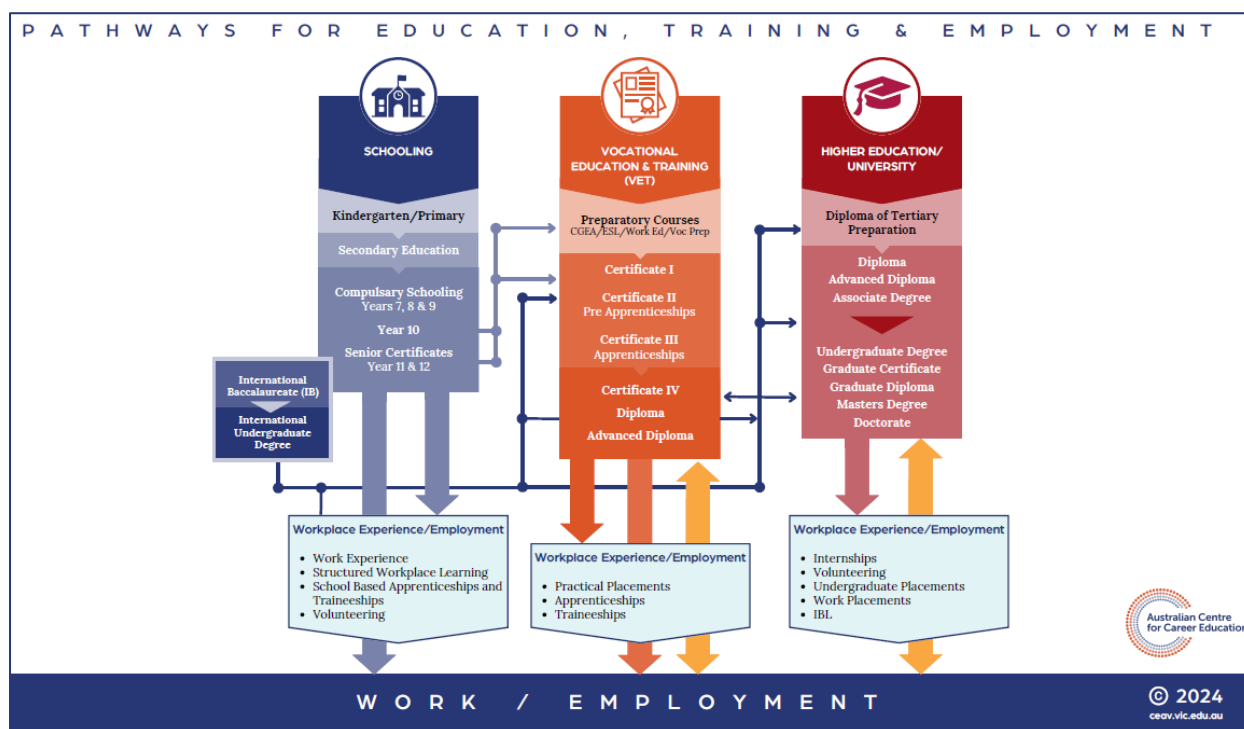 PATHWAYS FOR EDUCATION, TRAINING & EMPLOYMENT
SCHOOLING
Kindergarten/Primary
Secondary Education
Compulsary Schooling
Years 7, 8 & 9
Year 10
Senior Certificates
Year 11 & 12
International
Baccalaureate (IB)
International
Undergraduate
Degree
VOCATIONAL
EDUCATION & TRAINING
(VET)
Preparatory Courses
CGEA/ESL/Work Ed/Voc Prep
Certificate I
Certificate II
Pre Apprenticeships
Certificate III
Apprenticeships
Certificate IV
Diploma
Advanced Diploma
HIGHER EDUCATION/
UNIVERSITY
Diploma of Tertiary
Preparation
Diploma
Advanced Diploma
Associate Degree
Undergraduate Degree
Graduate Certificate
Graduate Diploma
Masters Degree
Doctorate
Workplace Experience/Employment
• Work Experience
• Structured Workplace Learning
• School Based Apprenticeships and
Traineeships
• Volunteering
Workplace Experience/Employment
• Practical Placements
• Apprenticeships
• Traineeships
Workplace Experience/Employment
• Internships
• Volunteering
• Undergraduate Placements
• Work Placements
• IBL
Australian Centre
for Career Education
WORK / EMPLOYMENT
© 2024
ceav.vic.edu.au